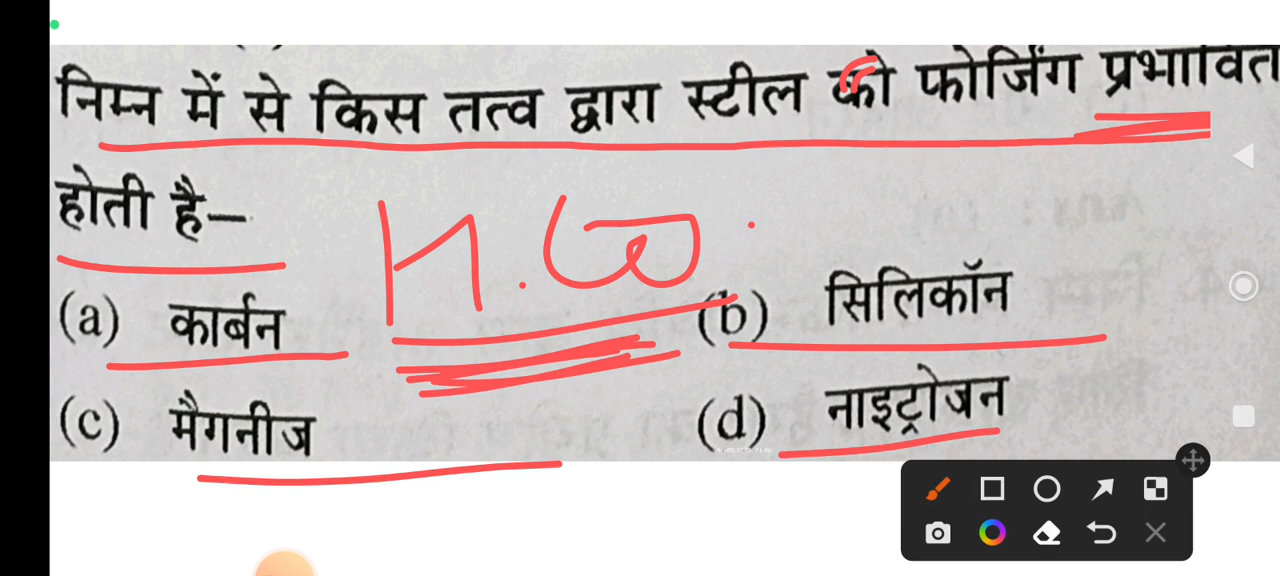 निम्न में से किस तत्व द्वारा स्टील की फोर्जिंग प्रभावित
होती है–
H.W
(a) कार्बन
(b) सिलिकॉन
(c) मैगनीज
(d) नाइट्रोजन